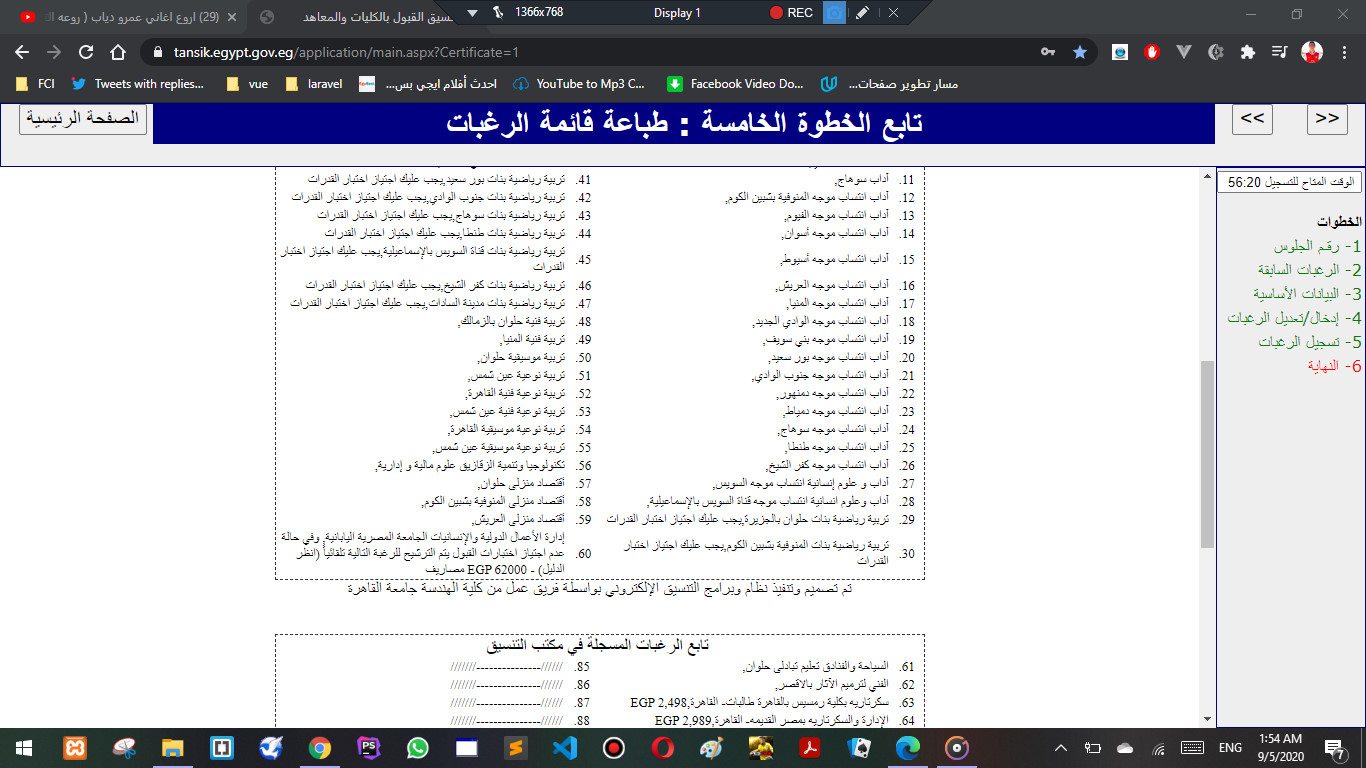 (29) اروع اغاني عمرو دياب ( روعه ال
سيق القبول بالكليات والمعاهد
1366x768
Display 1
REC
tansik.egypt.gov.eg/application/main.aspx?Certificate=1
FCI
Tweets with replies...
vue
laravel
احدث أفلام ايجي بس...
YouTube to Mp3 C...
Facebook Video Do...
مسار تطوير صفحات...
الصفحة الرئيسية
تابع الخطوة الخامسة : طباعة قائمة الرغبات
<<
>>
الوقت المتاح للتسجيل 56:20
الخطوات
1- رقم الجلوس
2- الرغبات السابقة
3- البيانات الأساسية
4- إدخال/تعديل الرغبات
5- تسجيل الرغبات
6- النهاية
11. آداب سوهاج,
12. آداب انتساب موجه المنوفية بشبين الكوم,
13. آداب انتساب موجه الفيوم,
14. آداب انتساب موجه أسوان,
15. آداب انتساب موجه أسيوط,
16. آداب انتساب موجه العريش,
17. آداب انتساب موجه المنيا,
18. آداب انتساب موجه الوادي الجديد,
19. آداب انتساب موجه بني سويف,
20. آداب انتساب موجه بور سعيد,
21. آداب انتساب موجه جنوب الوادي,
22. آداب انتساب موجه دمنهور,
23. آداب انتساب موجه دمياط,
24. آداب انتساب موجه سوهاج,
25. آداب انتساب موجه طنطا,
26. آداب انتساب موجه كفر الشيخ,
27. آداب و علوم إنسانية انتساب موجه السويس,
28. آداب وعلوم انسانية انتساب موجه قناة السويس بالإسماعيلية,
29. تربية رياضية بنات حلوان بالجزيرة,يجب عليك اجتياز اختبار القدرات
30. تربية رياضية بنات المنوفية بشبين الكوم,يجب عليك اجتياز اختبار
القدرات
41. تربية رياضية بنات بور سعيد,يجب عليك اجتياز اختبار القدرات
42. تربية رياضية بنات جنوب الوادي,يجب عليك اجتياز اختبار القدرات
43. تربية رياضية بنات سوهاج,يجب عليك اجتياز اختبار القدرات
44. تربية رياضية بنات طنطا,يجب عليك اجتياز اختبار القدرات
45. تربية رياضية بنات قناة السويس بالإسماعيلية,يجب عليك اجتياز اختبار
القدرات
46. تربية رياضية بنات كفر الشيخ,يجب عليك اجتياز اختبار القدرات
47. تربية رياضية بنات مدينة السادات,يجب عليك اجتياز اختبار القدرات
48. تربية فنية حلوان بالزمالك,
49. تربية فنية المنيا,
50. تربية موسيقية حلوان,
51. تربية نوعية عين شمس,
52. تربية نوعية فنية القاهرة,
53. تربية نوعية فنية عين شمس,
54. تربية نوعية موسيقية القاهرة,
55. تربية نوعية موسيقية عين شمس,
56. تكنولوجيا وتنمية الزقازيق علوم مالية و إدارية,
57. أقتصاد منزلى حلوان,
58. أقتصاد منزلى المنوفية بشبين الكوم,
59. أقتصاد منزلى العريش,
60. إدارة الأعمال الدولية والإنسانيات الجامعة المصرية اليابانية, وفي حالة
عدم اجتياز اختبارات القبول يتم الترشيح للرغبة التالية تلقائياً (انظر
الدليل) - EGP 62000 مصاريف
تم تصميم وتنفيذ نظام وبرامج التنسيق الإلكتروني بواسطة فريق عمل من كلية الهندسة جامعة القاهرة
تابع الرغبات المسجلة في مكتب التنسيق
61. السياحة والفنادق تعليم تبادلى حلوان,
62. الفني لترميم الآثار بالاقصر,
63. سكرتاريه بكلية رمسيس بالقاهرة طالبات- القاهرة,EGP 2,498
64. الإدارة والسكرتاريه بمصر القديمه- القاهرة,EGP 2,989
85. //////---------------///////
86. //////---------------///////
87. //////---------------///////
88. //////---------------///////
ENG
1:54 AM
9/5/2020
7